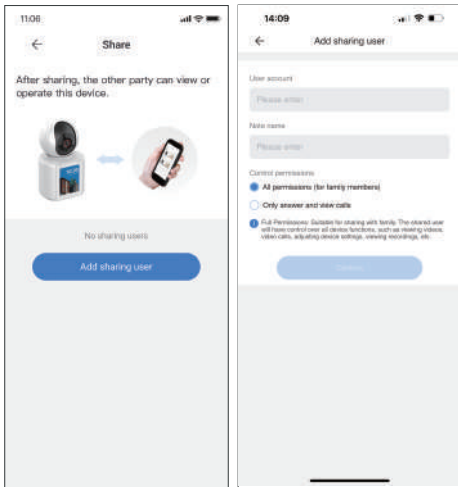 11:06
Share
After sharing, the other party can view or
operate this device.
No sharing users
Add sharing user
14:09
Add sharing user
User account
Please enter
Note name
Please enter
Control permissions
All permissions (for family members)
Only answer and view calls
Full Permissions: Suitable for sharing with family. The shared user
will have control over all device functions, such as viewing videos,
video calls, adjusting device settings, viewing recordings, etc.